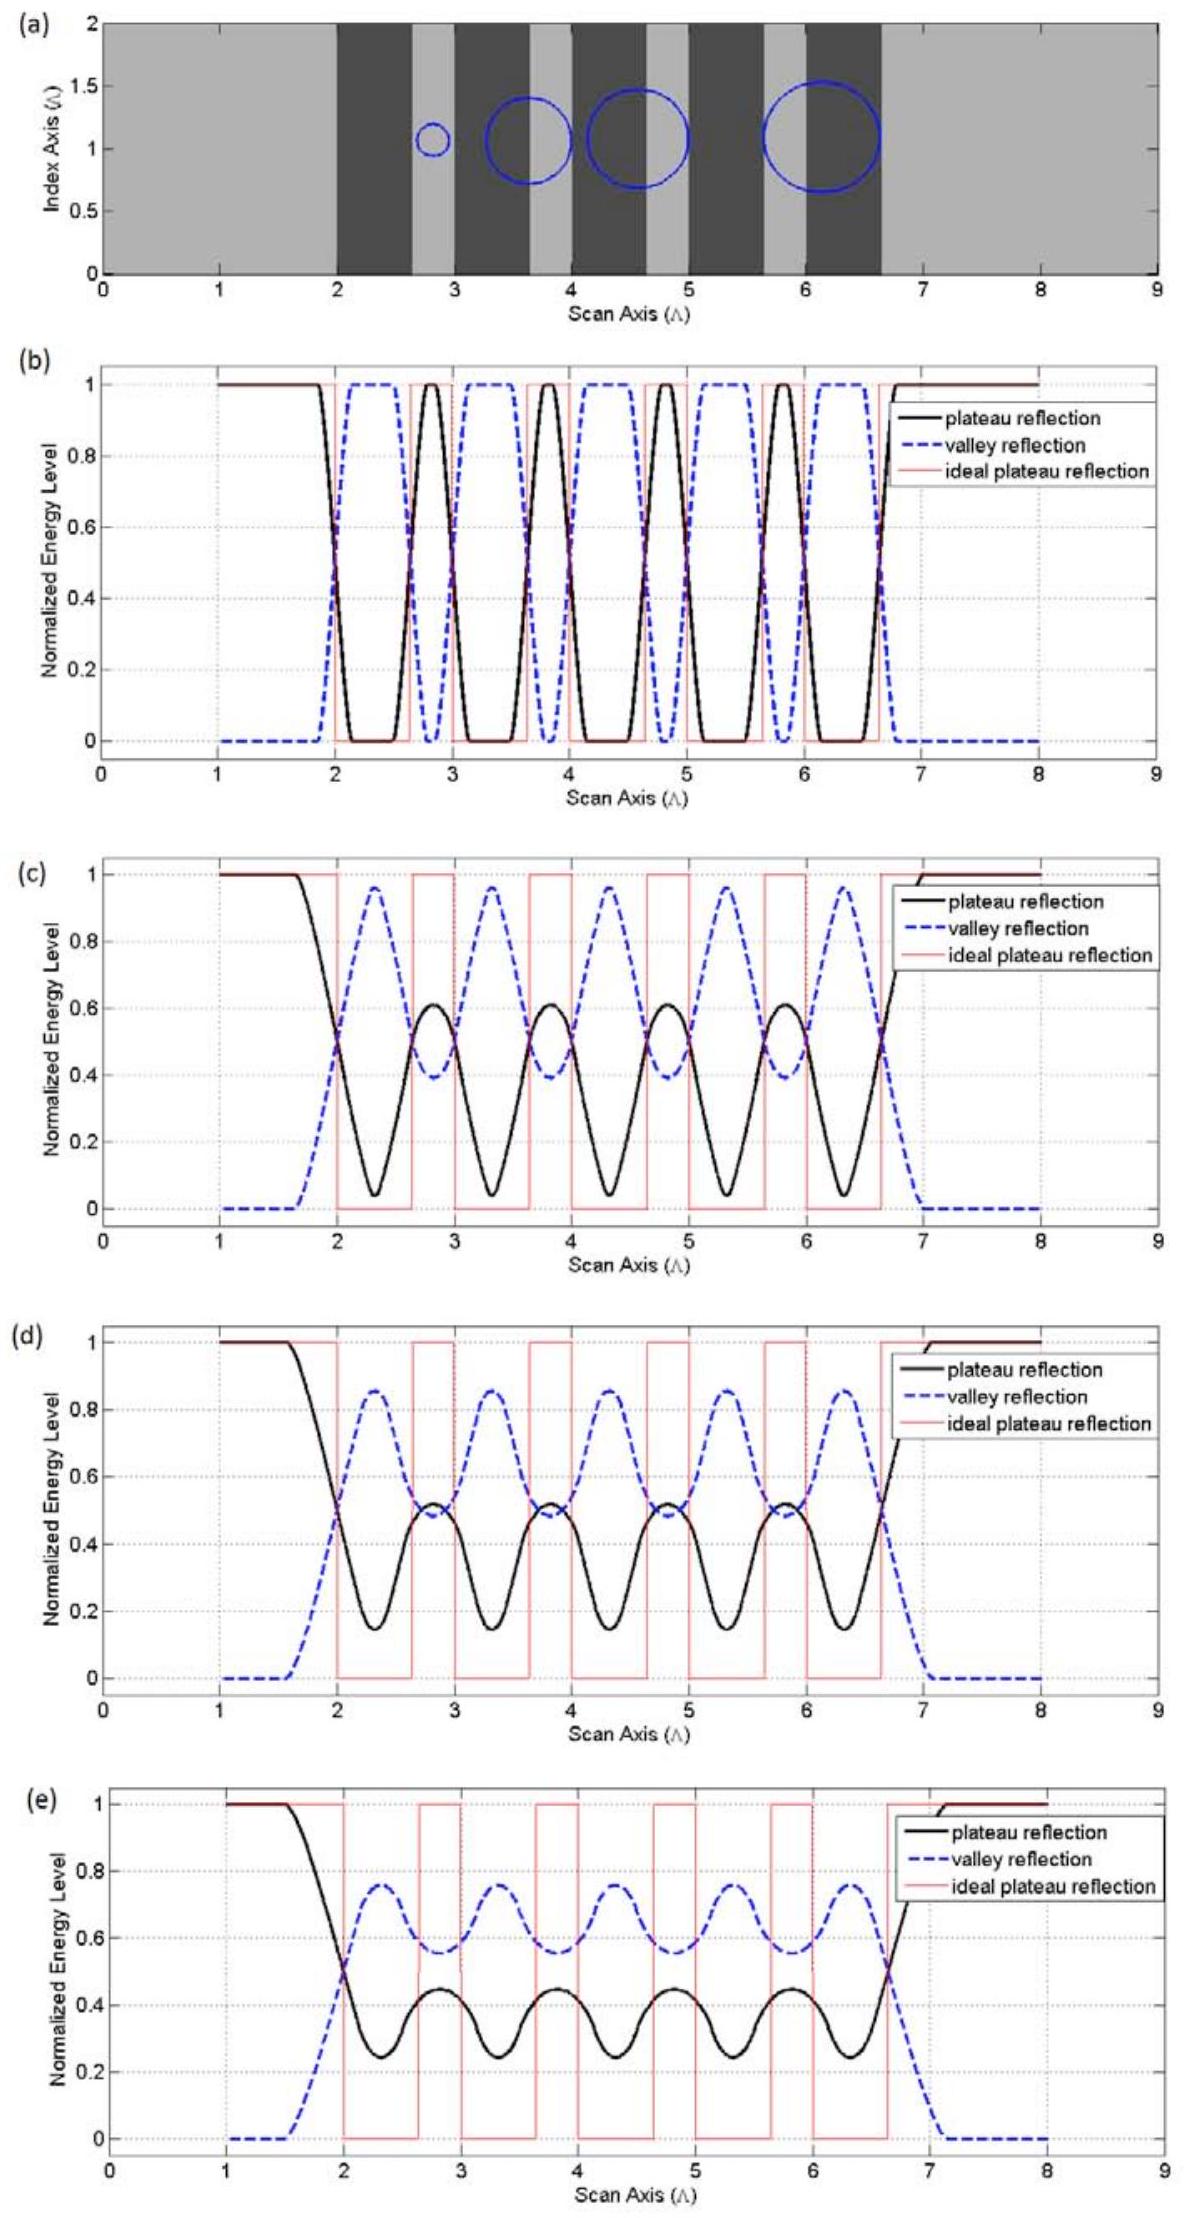 (a)
2
1.5
1
0.5
0
Index Axis (Λ)
0 1 2 3 4 5 6 7 8 9
Scan Axis (Λ)
(b)
1
0.8
0.6
0.4
0.2
0
Normalized Energy Level
plateau reflection
valley reflection
ideal plateau reflection
0 1 2 3 4 5 6 7 8 9
Scan Axis (Λ)
(c)
1
0.8
0.6
0.4
0.2
0
Normalized Energy Level
plateau reflection
valley reflection
ideal plateau reflection
0 1 2 3 4 5 6 7 8 9
Scan Axis (Λ)
(d)
1
0.8
0.6
0.4
0.2
0
Normalized Energy Level
plateau reflection
valley reflection
ideal plateau reflection
0 1 2 3 4 5 6 7 8 9
Scan Axis (Λ)
(e)
1
0.8
0.6
0.4
0.2
0
Normalized Energy Level
plateau reflection
valley reflection
ideal plateau reflection
0 1 2 3 4 5 6 7 8 9
Scan Axis (Λ)